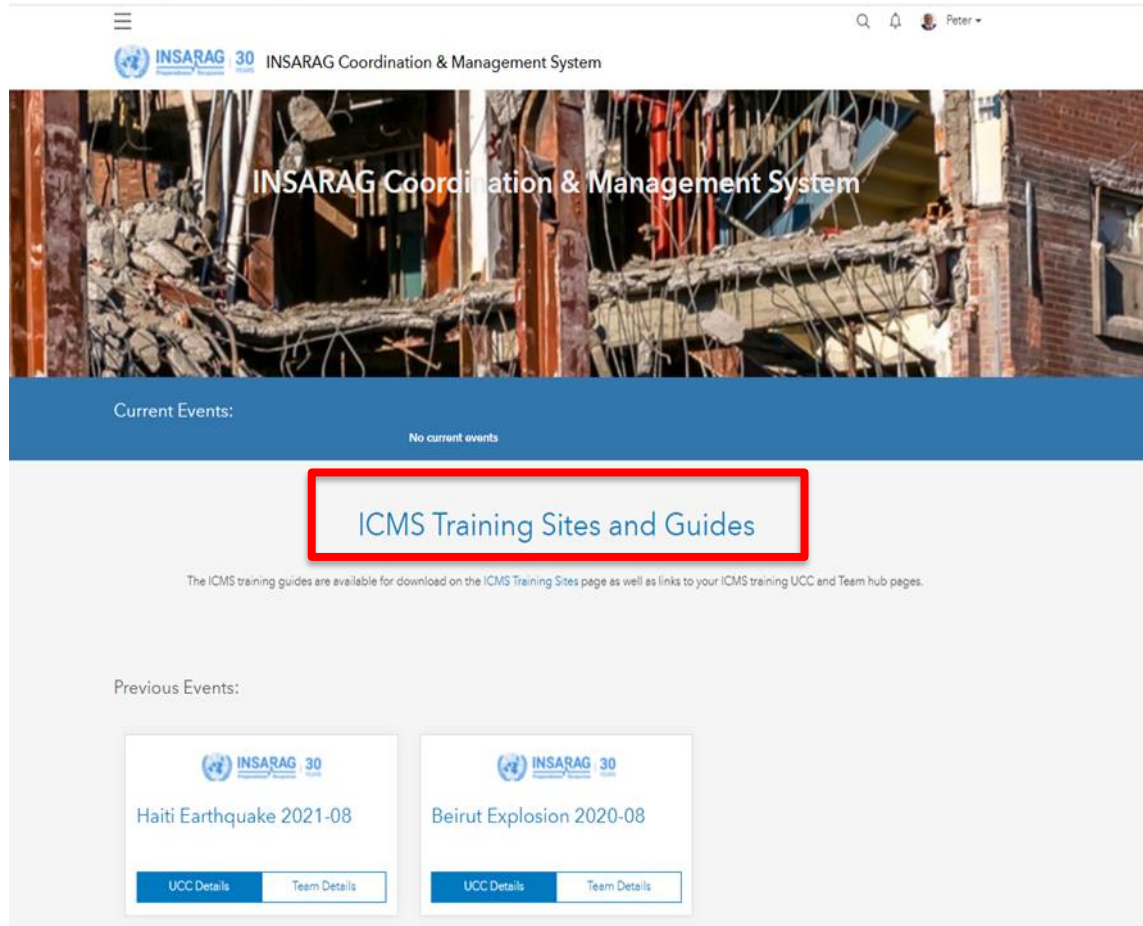 Peter
INSARAG 30 INSARAG Coordination & Management System
YEARS
Preparedness Response
INSARAG Coordination & Management System
Current Events:
No current events
ICMS Training Sites and Guides
The ICMS training guides are available for download on the ICMS Training Sites page as well as links to your ICMS training UCC and Team hub pages.
Previous Events:
INSARAG 30
INSARAG 30
Haiti Earthquake 2021-08
Beirut Explosion 2020-08
UCC Details Team Details
UCC Details Team Details